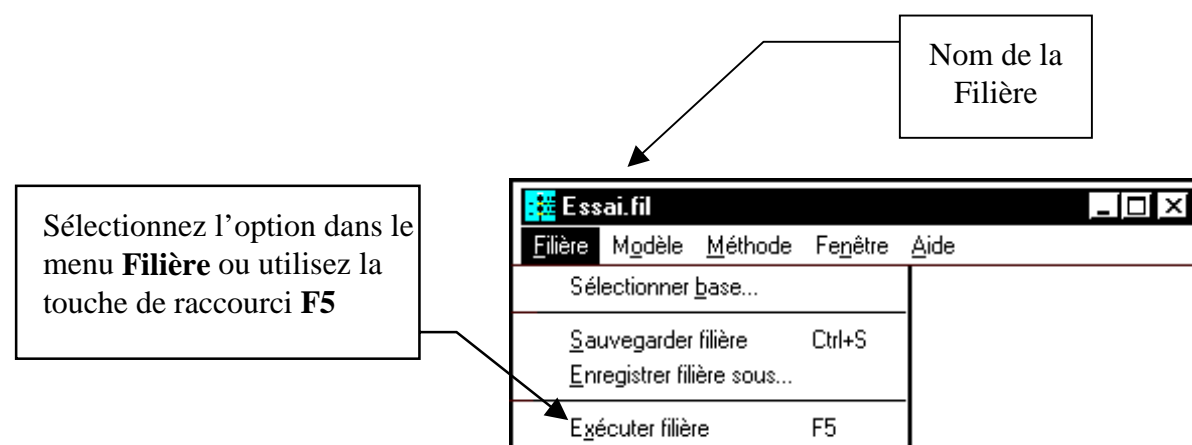 Nom de la
Filière
Sélectionnez l’option dans le
menu Filière ou utilisez la
touche de raccourci F5
Essai.fil
Filière Modèle Méthode Fenêtre Aide
Sélectionner base...
Sauvegarder filière Ctrl+S
Enregistrer filière sous...
Exécuter filière F5